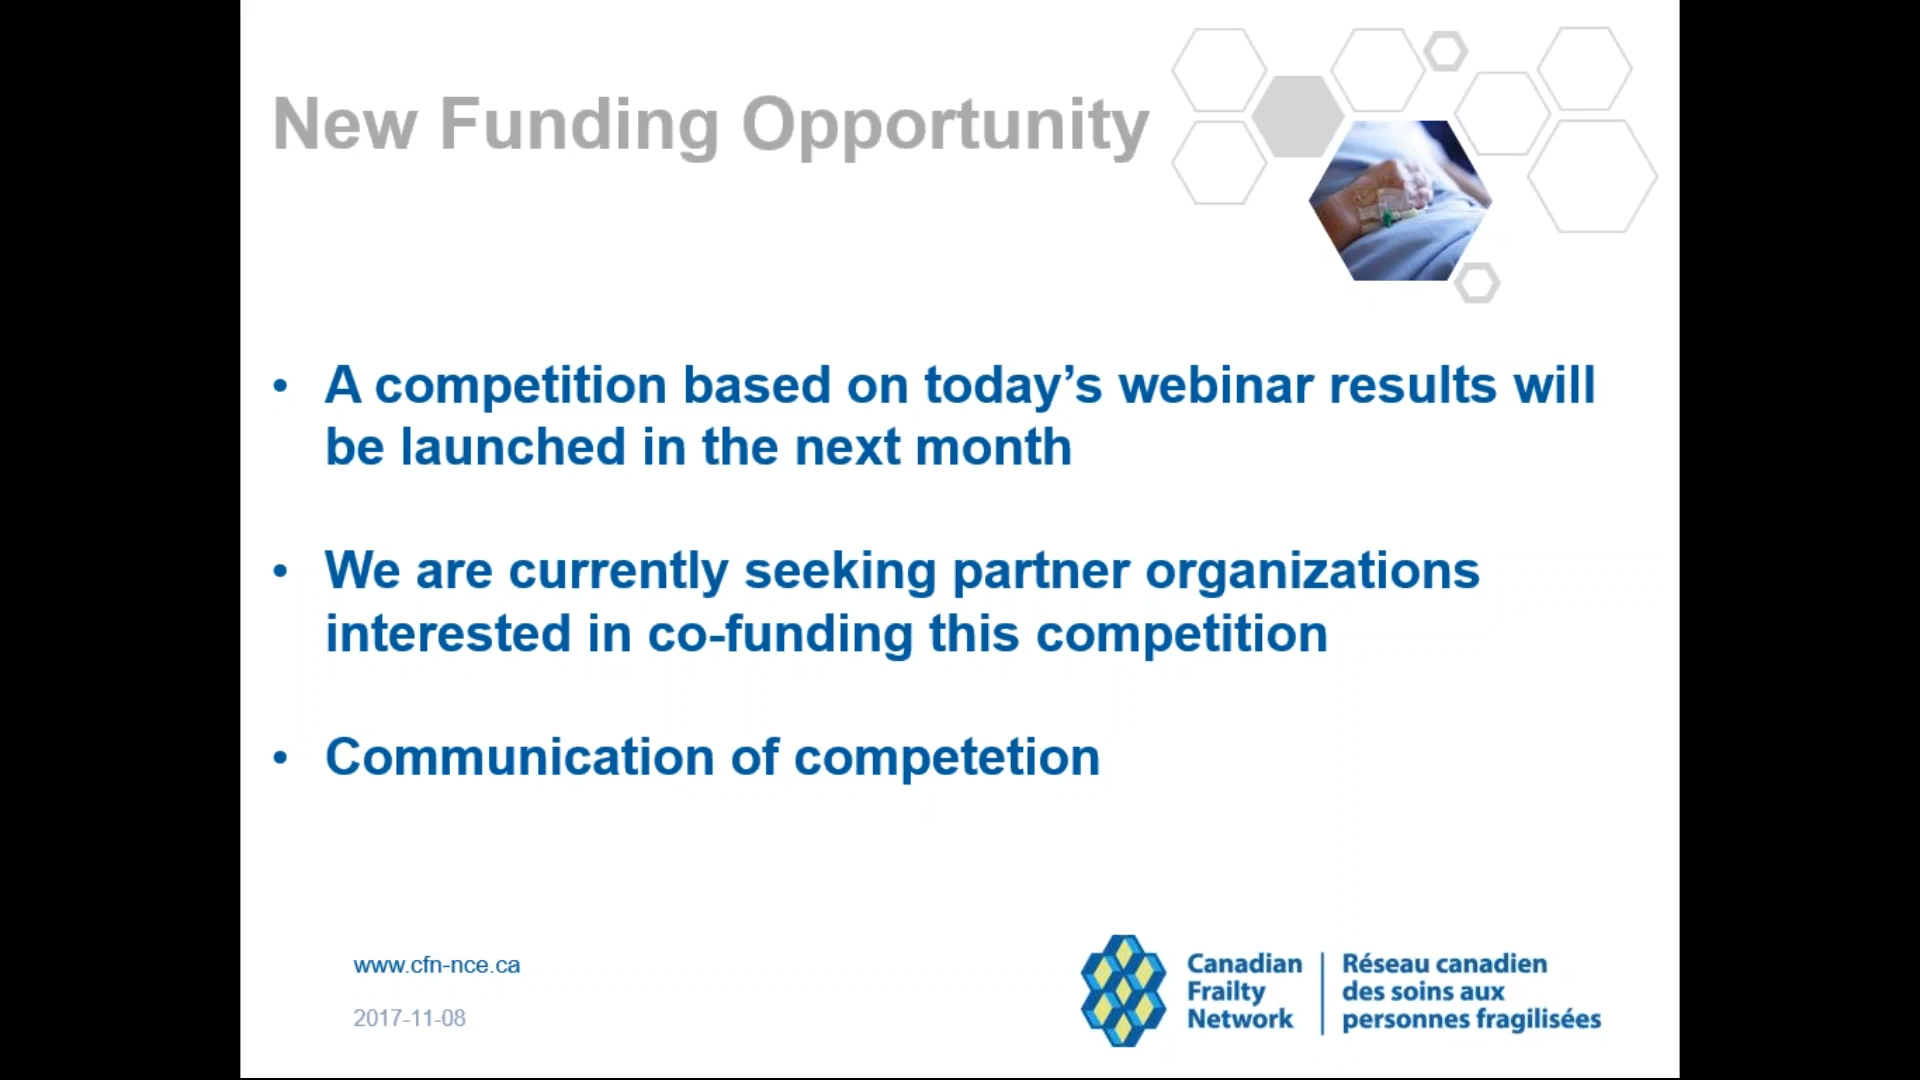 New Funding Opportunity
• A competition based on today’s webinar results will
be launched in the next month
• We are currently seeking partner organizations
interested in co-funding this competition
• Communication of competetion
www.cfn-nce.ca
2017-11-08
Canadian
Frailty
Network
Réseau canadien
des soins aux
personnes fragilisées